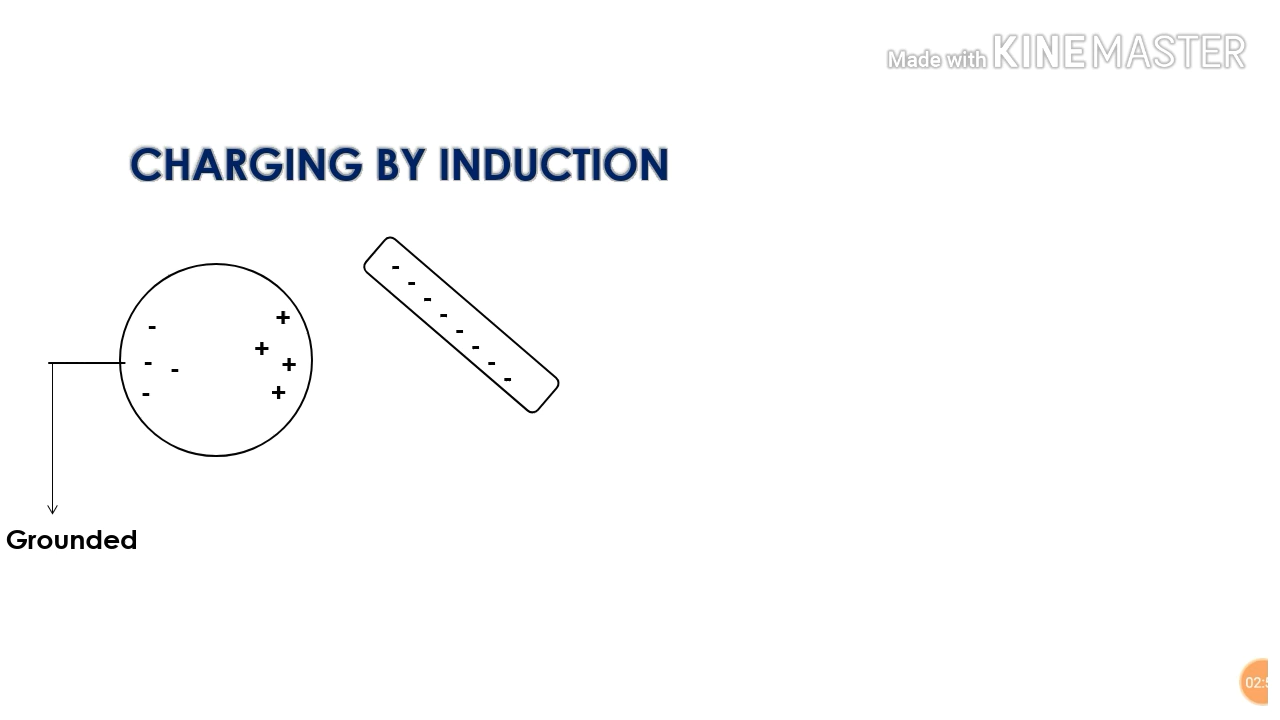 Made with KINEMASTER
CHARGING BY INDUCTION
- - - - - - - -
- + 
+
- - +
- +
Grounded